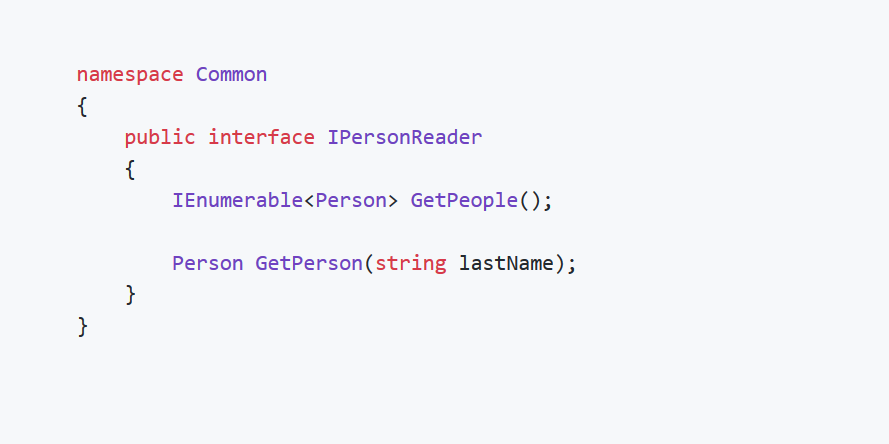 namespace Common
{
    public interface IPersonReader
    {
        IEnumerable<Person> GetPeople();

        Person GetPerson(string lastName);
    }
}